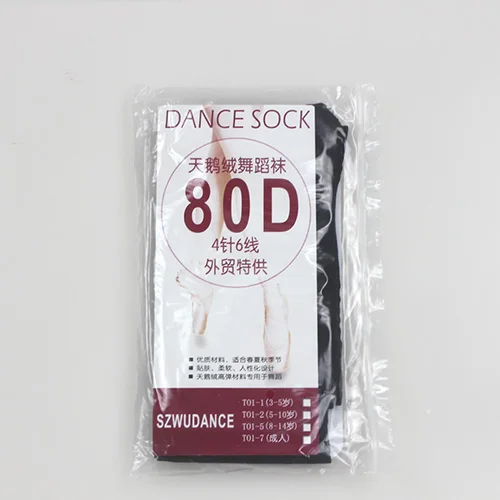 DANCE SOCK
天鹅绒舞蹈袜
80D
4针6线
外贸特供
■ 优质材料，适合春夏秋季节
■ 贴肤、柔软、人性化设计
■ 天鹅绒高弹材料专用于舞蹈
SZWUDANCE
T01-1(3-5岁)
T01-2(5-10岁)
T01-5(8-14岁)
T01-7(成人)